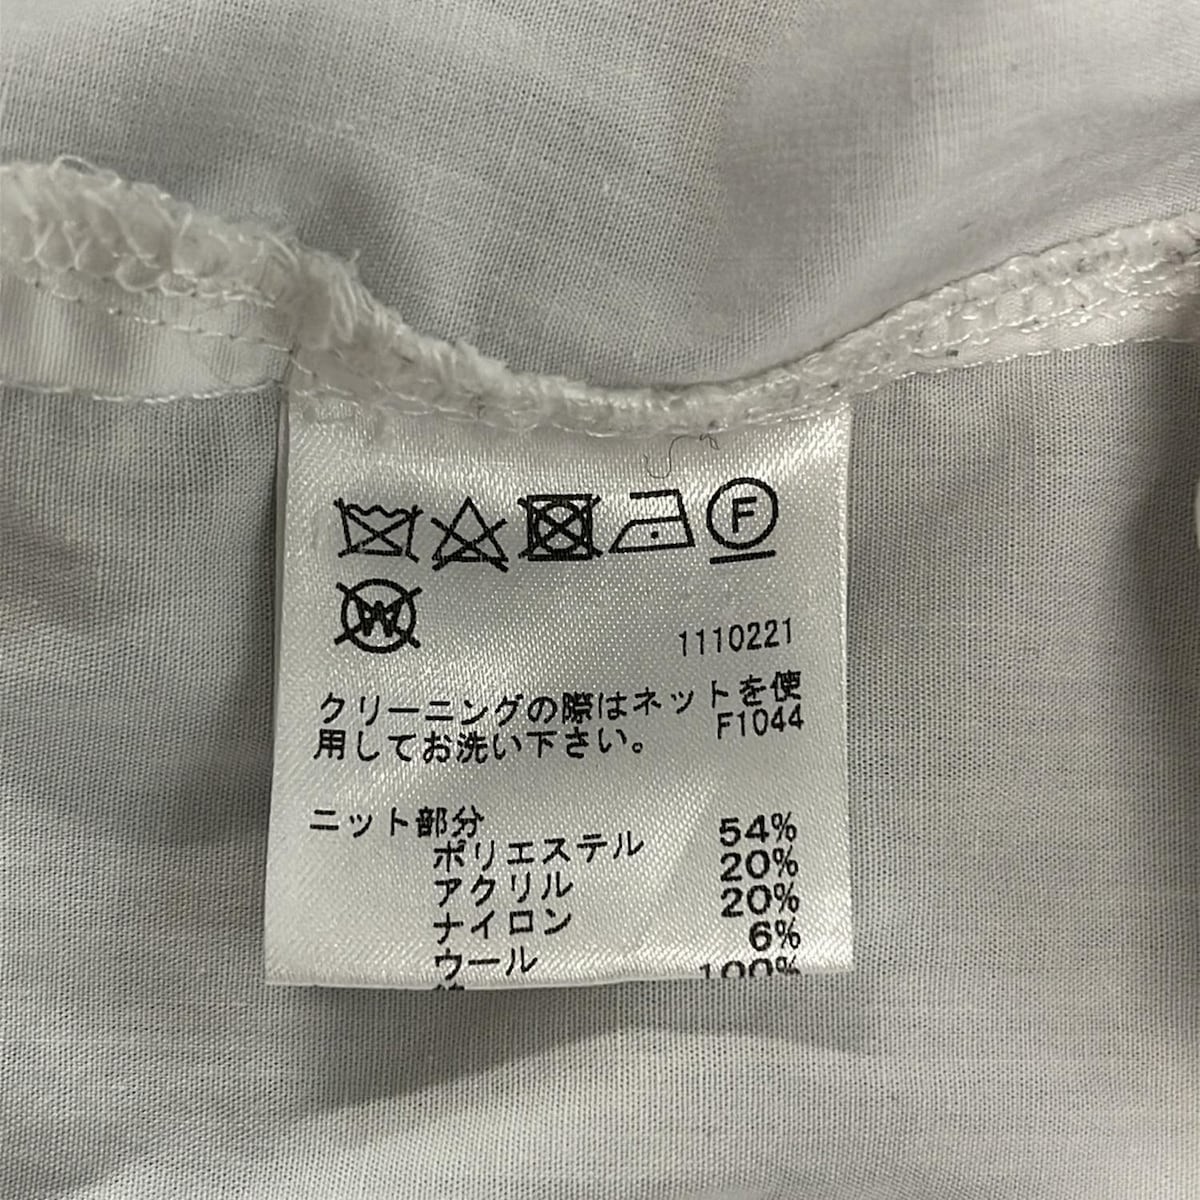 F
W
1110221
クリーニングの際はネットを使
用してお洗い下さい。 F1044
ニット部分
ポリエステル 54%
アクリル 20%
ナイロン 20%
ウール 6%
100%